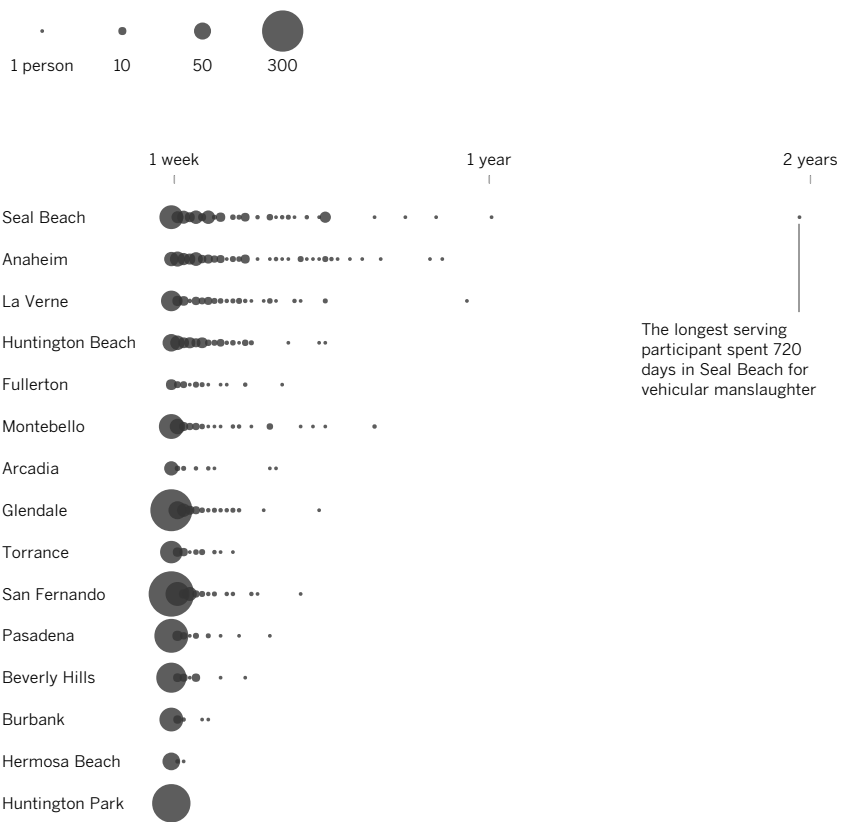 1 person 10 50 300
1 week 1 year 2 years
Seal Beach
Anaheim
La Verne
Huntington Beach
The longest serving
participant spent 720
days in Seal Beach for
vehicular manslaughter
Fullerton
Montebello
Arcadia
Glendale
Torrance
San Fernando
Pasadena
Beverly Hills
Burbank
Hermosa Beach
Huntington Park